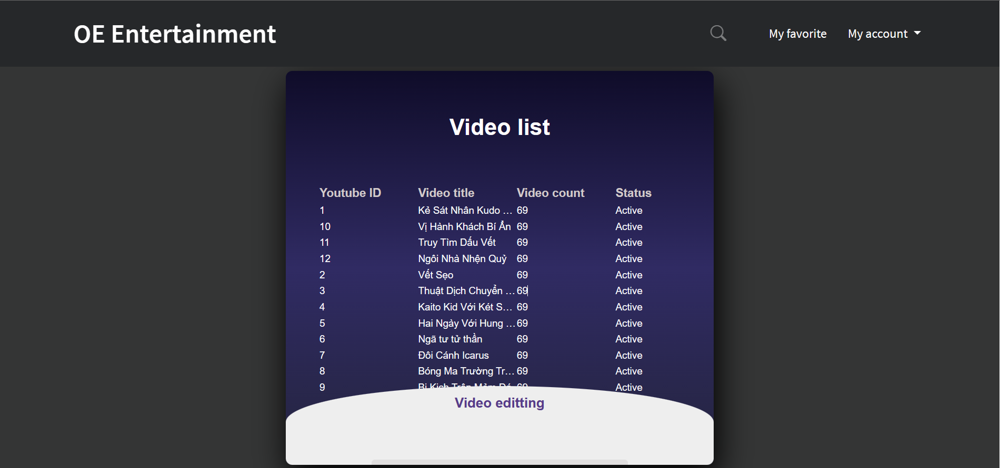 OE Entertainment My favorite My account
Video list
Youtube ID Video title Video count Status
1 Kẻ Sát Nhân Kudo ... 69 Active
10 Vị Hành Khách Bí Ẩn 69 Active
11 Truy Tìm Dấu Vết 69 Active
12 Ngôi Nhà Nhện Quỷ 69 Active
2 Vết Sẹo 69 Active
3 Thuật Dịch Chuyển ... 69 Active
4 Kaito Kid Với Két S... 69 Active
5 Hai Ngày Với Hung ... 69 Active
6 Ngã tư tử thần 69 Active
7 Đôi Cánh Icarus 69 Active
8 Bóng Ma Trường Tr... 69 Active
9 69 Active
Video editting